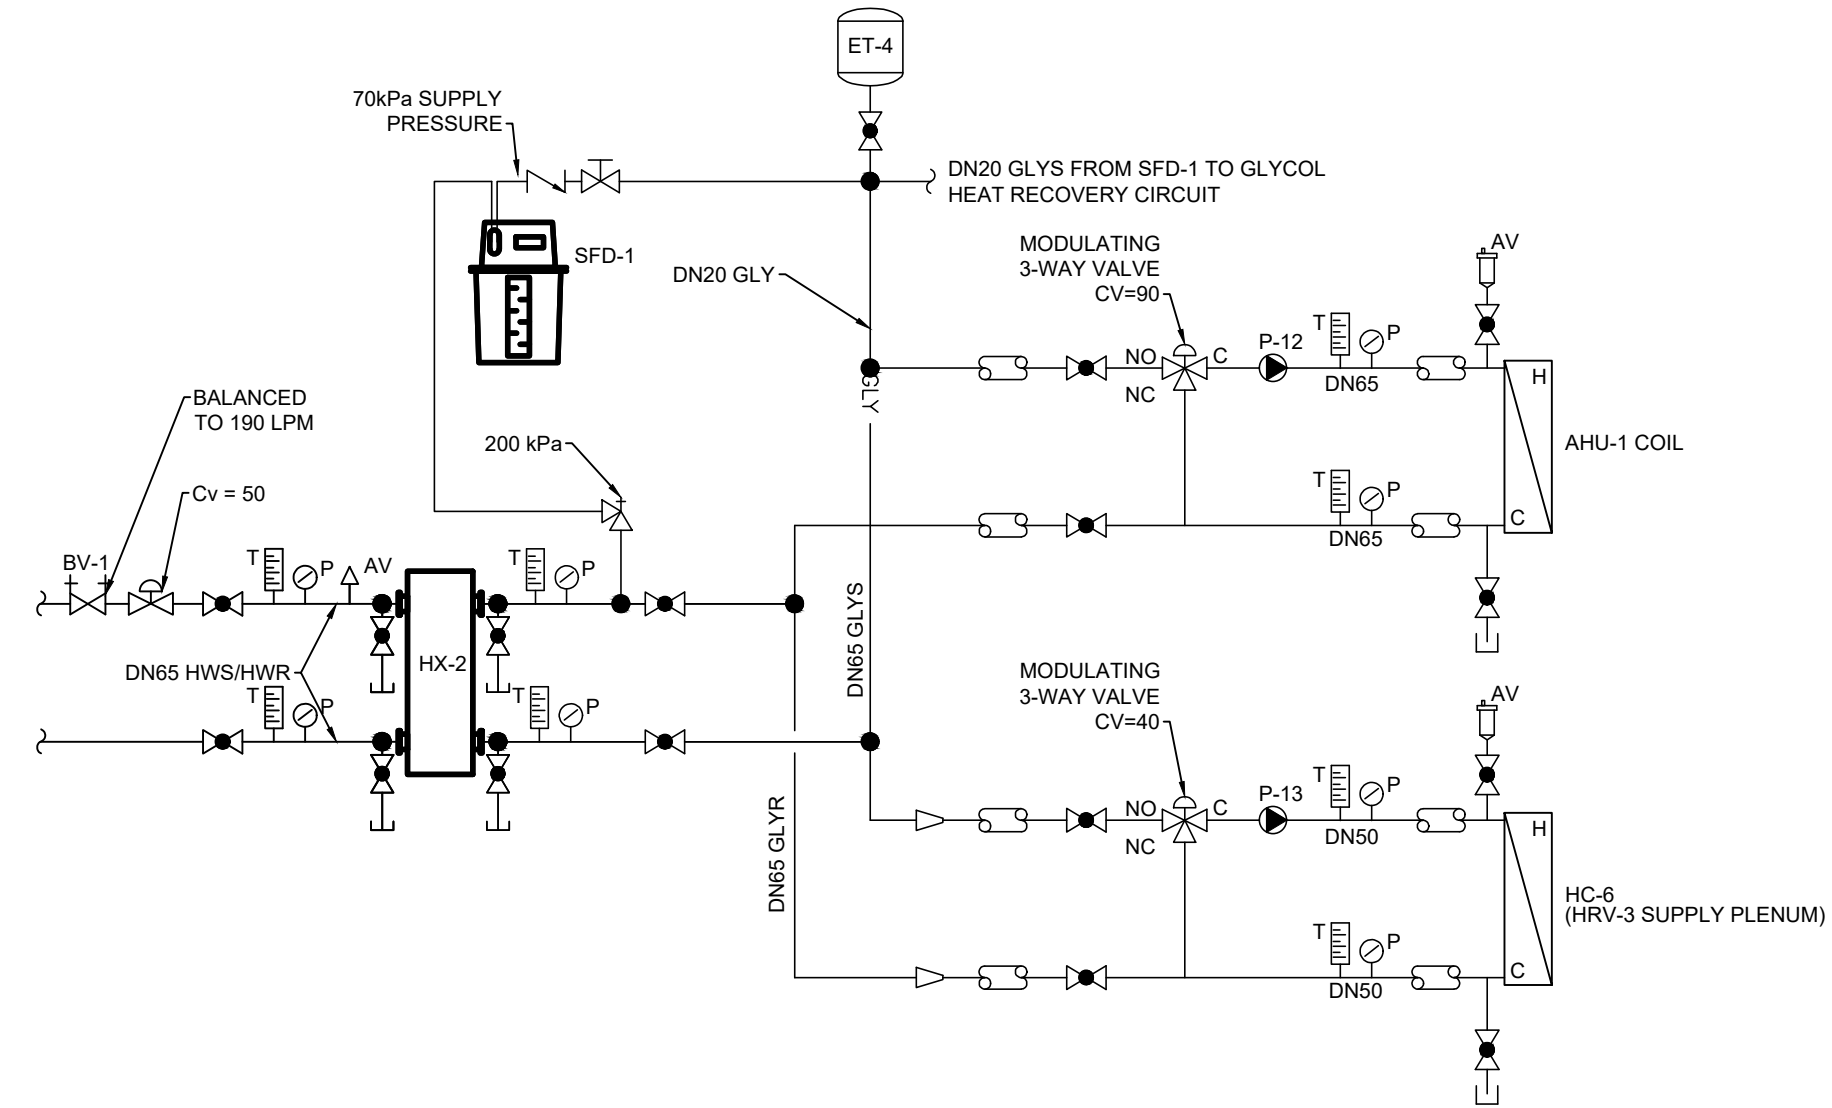 ET-4
70kPa SUPPLY
PRESSURE
DN20 GLYS FROM SFD-1 TO GLYCOL
HEAT RECOVERY CIRCUIT
SFD-1
DN20 GLY
MODULATING
3-WAY VALVE
CV=90
AV
NO
C
NC
P-12
T
P
DN65
GLY
H
AHU-1 COIL
C
T
P
DN65
BALANCED
TO 190 LPM
Cv = 50
200 kPa
BV-1
T
P
AV
T
P
HX-2
DN65 HWS/HWR
T
P
T
P
DN65 GLYS
DN65 GLYR
MODULATING
3-WAY VALVE
CV=40
AV
NO
C
NC
P-13
T
P
DN50
H
HC-6
(HRV-3 SUPPLY PLENUM)
C
T
P
DN50